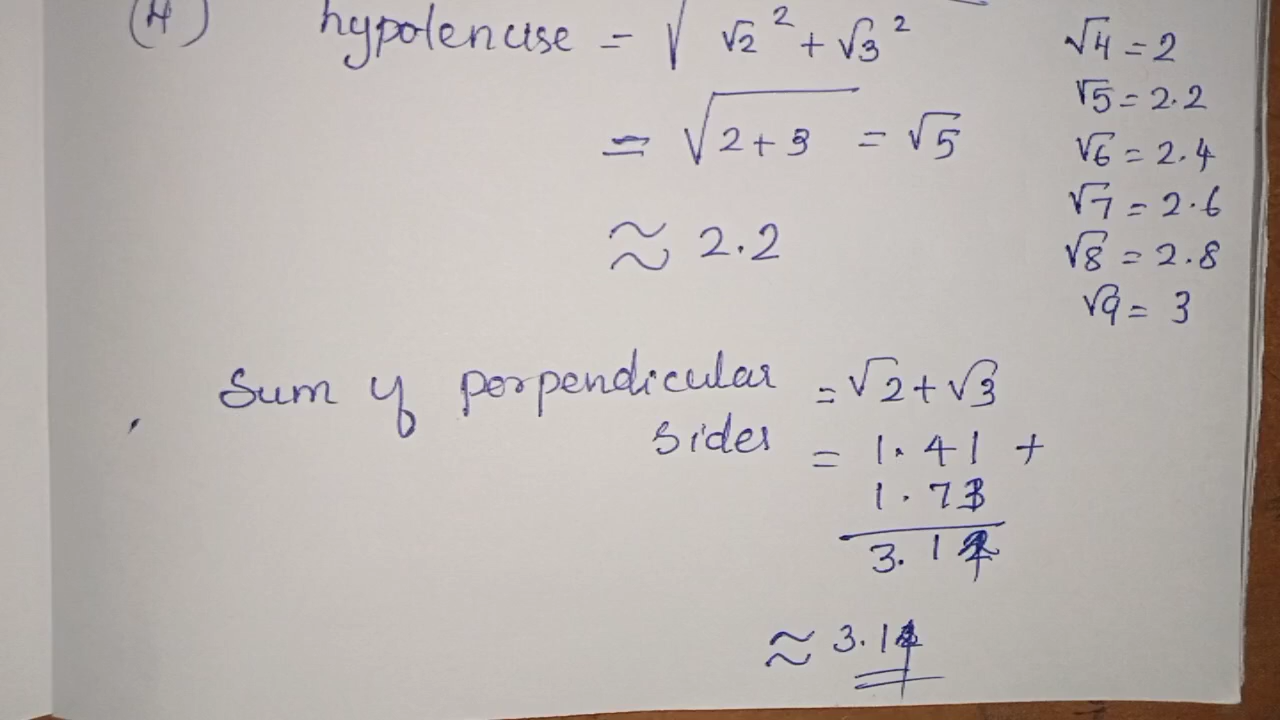 (4) hypotenuse = √ √2² + √3²
= √2+3 = √5
≈ 2.2
√4 = 2
√5 = 2.2
√6 = 2.4
√7 = 2.6
√8 = 2.8
√9 = 3
Sum of perpendicular = √2 + √3
sides = 1.41 +
1.73
3.14
≈ 3.14